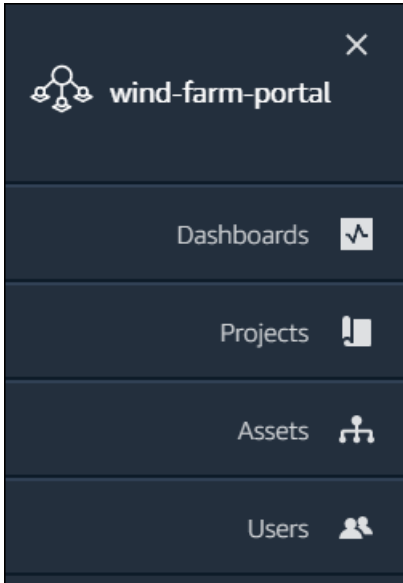 wind-farm-portal
Dashboards
Projects
Assets
Users